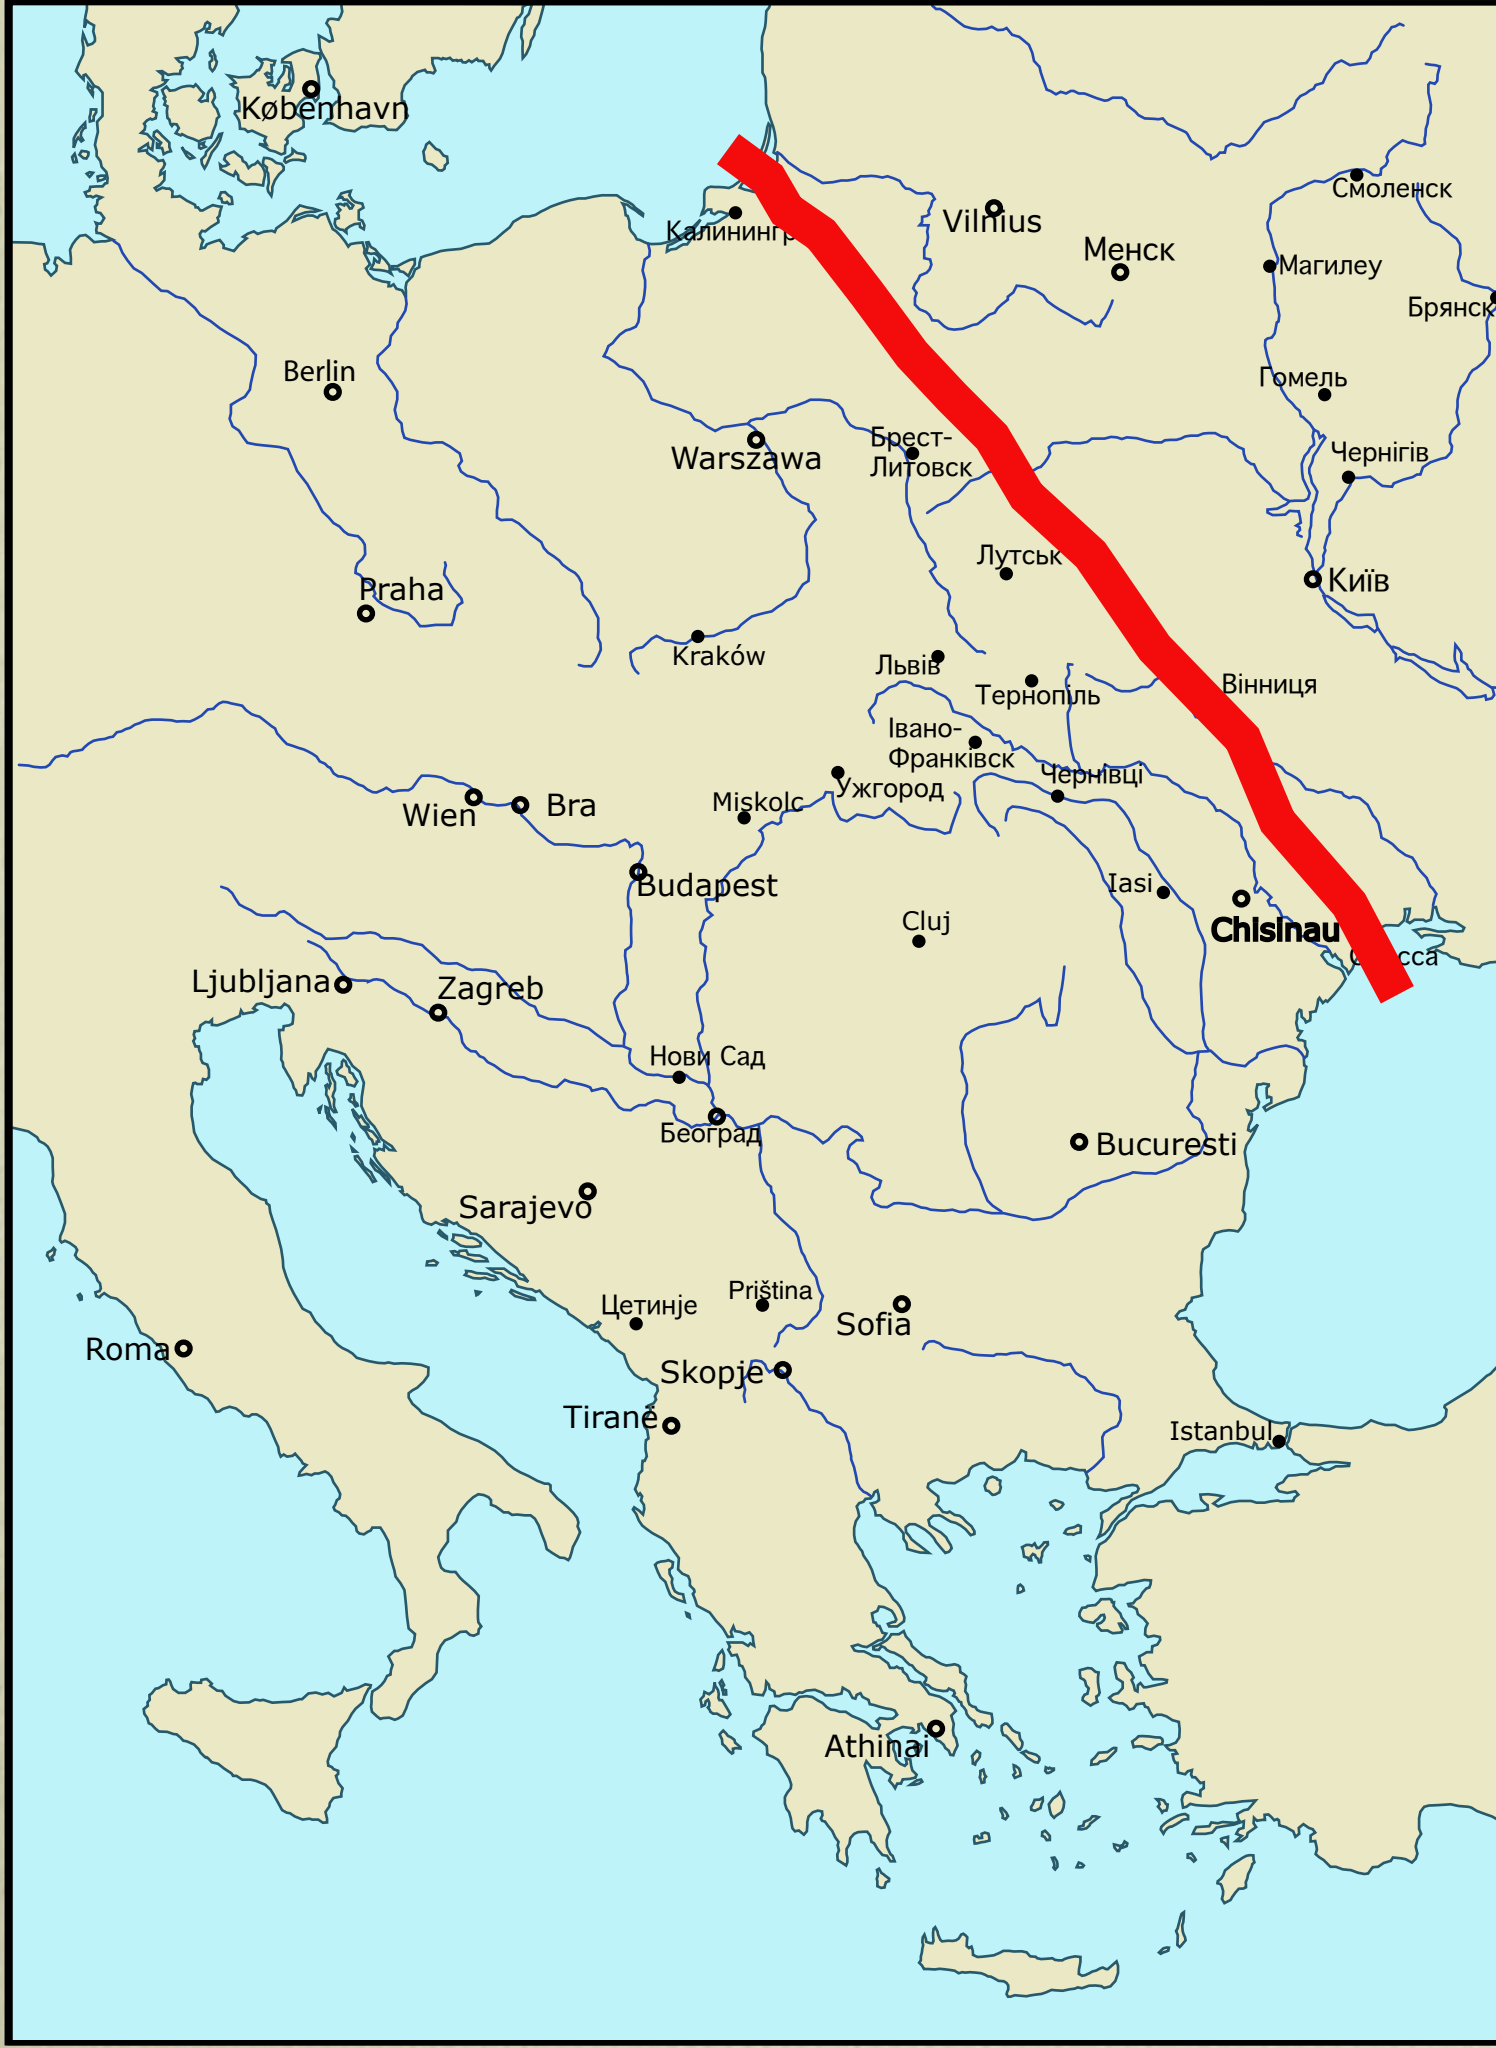 København
Смоленск
Vilnius
Калинингр
Менск
Магилеу
Брянск
Berlin
Гомель
Брест-
Литовск
Warszawa
Чернігів
Лутськ
Київ
Praha
Kraków
Львів
Тернопіль
Вінниця
Івано-
Франківск
Чернівці
Ужгород
Miskolc
Wien
Bra
Budapest
Iasi
Cluj
Chisinau
сса
Ljubljana
Zagreb
Нови Сад
Београд
Bucuresti
Sarajevo
Priština
Цетинје
Sofia
Roma
Skopje
Tiranë
Istanbul
Athinai